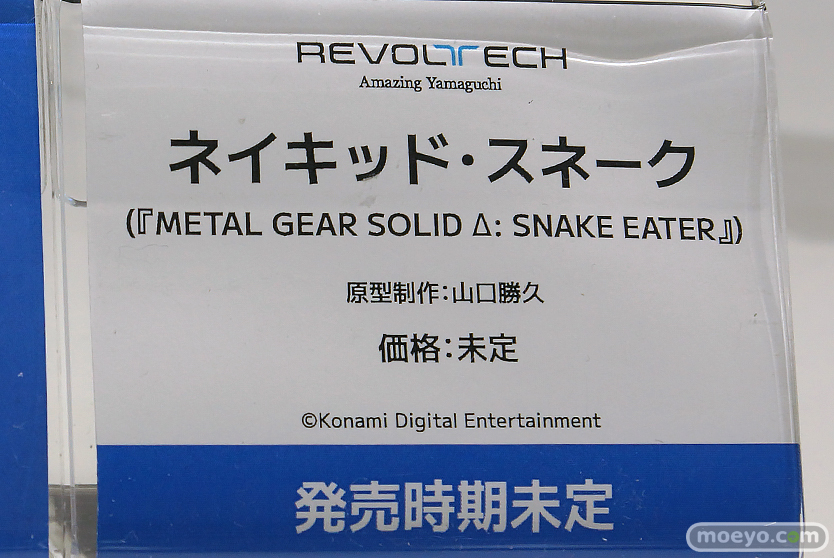 REVOLTECH
Amazing Yamaguchi
ネイキッド・スネーク
(『METAL GEAR SOLID Δ: SNAKE EATER』)
原型制作：山口勝久
価格：未定
©Konami Digital Entertainment
発売時期未定
moeyo.com